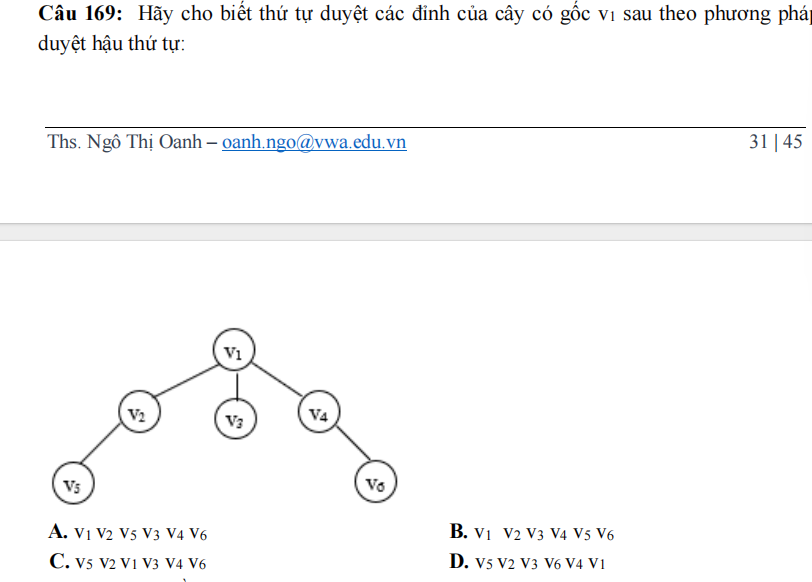 Câu 169: Hãy cho biết thứ tự duyệt các đỉnh của cây có gốc v1 sau theo phương pháp
duyệt hậu thứ tự:
Ths. Ngô Thị Oanh – oanh.ngo@vwa.edu.vn 31 | 45
V1
V2 V3 V4
V5 V6
A. V1 V2 V5 V3 V4 V6 B. V1 V2 V3 V4 V5 V6
C. V5 V2 V1 V3 V4 V6 D. V5 V2 V3 V6 V4 V1